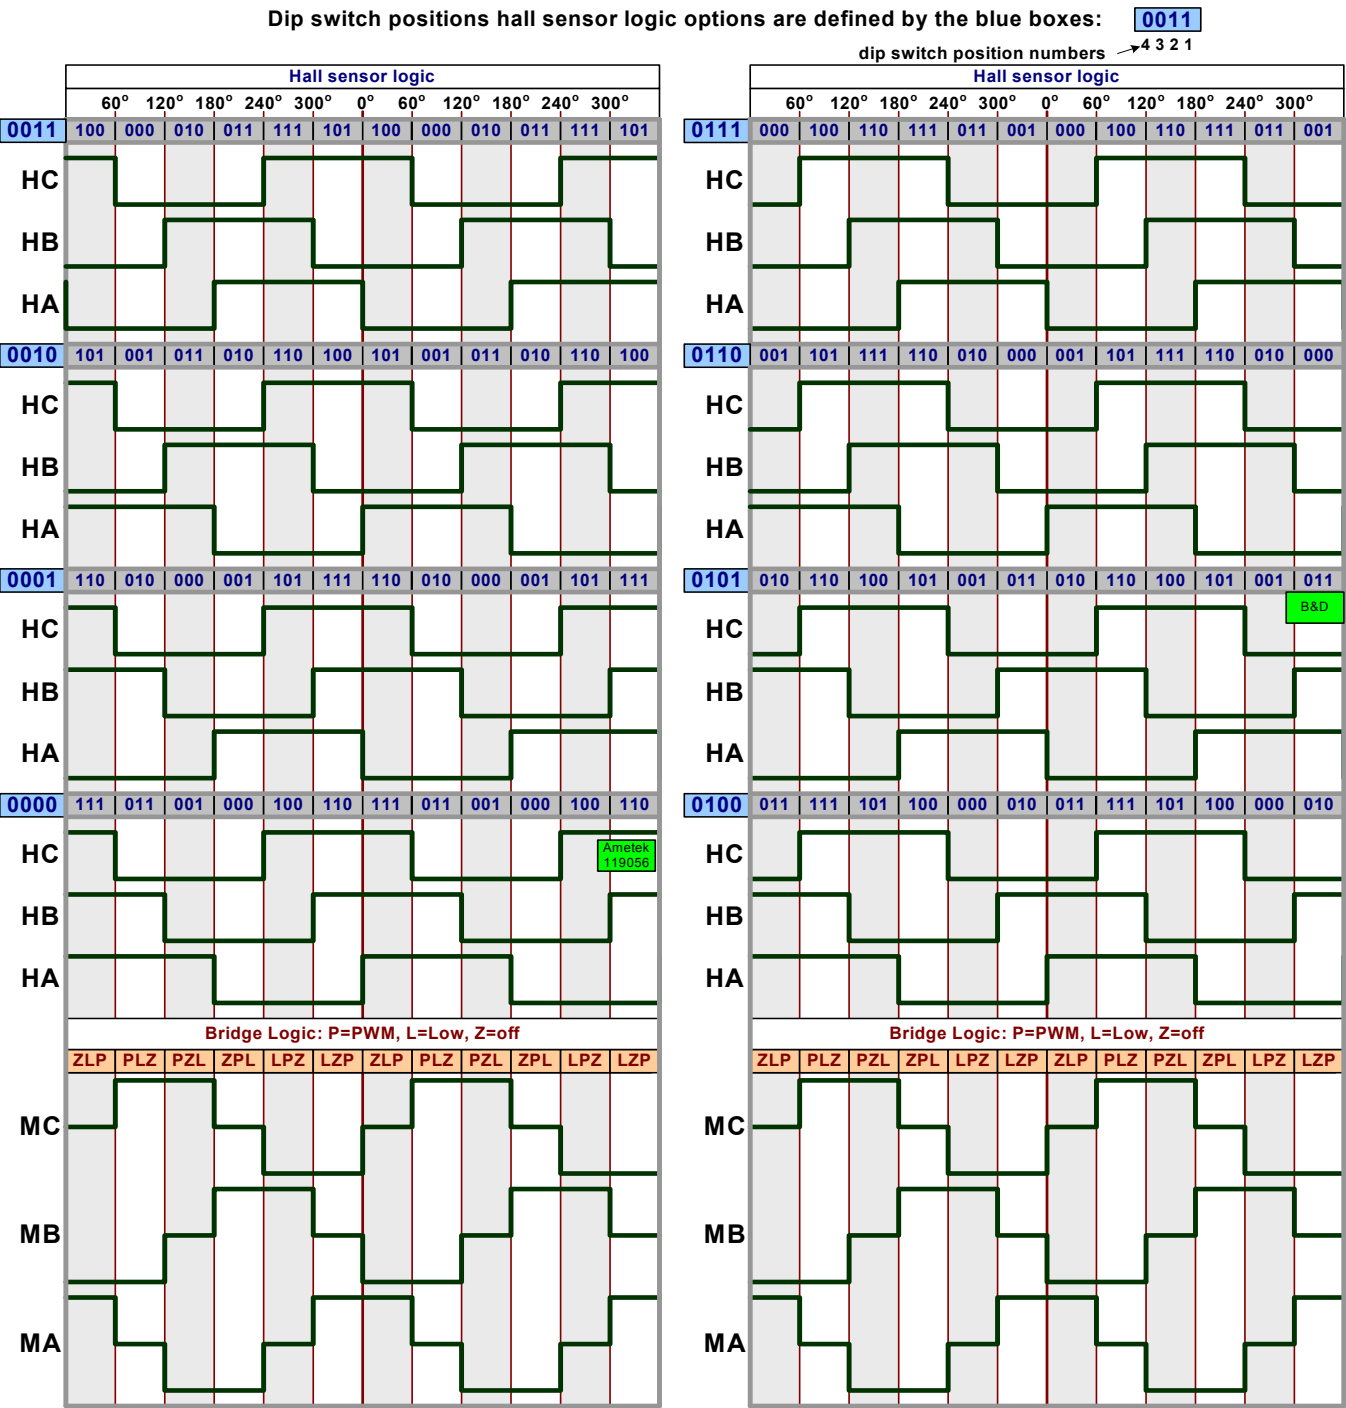 Dip switch positions hall sensor logic options are defined by the blue boxes: 0011
dip switch position numbers 4 3 2 1
Hall sensor logic
60° 120° 180° 240° 300° 0° 60° 120° 180° 240° 300°
0011 100 000 010 011 111 101 100 000 010 011 111 101
HC
HB
HA
0010 101 001 011 010 110 100 101 001 011 010 110 100
HC
HB
HA
0001 110 010 000 001 101 111 110 010 000 001 101 111
HC
HB
HA
0000 111 011 001 000 100 110 111 011 001 000 100 110
HC
Ametek
119056
HB
HA
Bridge Logic: P=PWM, L=Low, Z=off
ZLP PLZ PZL ZPL LPZ LZP ZLP PLZ PZL ZPL LPZ LZP
MC
MB
MA
Hall sensor logic
60° 120° 180° 240° 300° 0° 60° 120° 180° 240° 300°
0111 000 100 110 111 011 001 000 100 110 111 011 001
HC
HB
HA
0110 001 101 111 110 010 000 001 101 111 110 010 000
HC
HB
HA
0101 010 110 100 101 001 011 010 110 100 101 001 011
B&D
HC
HB
HA
0100 011 111 101 100 000 010 011 111 101 100 000 010
HC
HB
HA
Bridge Logic: P=PWM, L=Low, Z=off
ZLP PLZ PZL ZPL LPZ LZP ZLP PLZ PZL ZPL LPZ LZP
MC
MB
MA